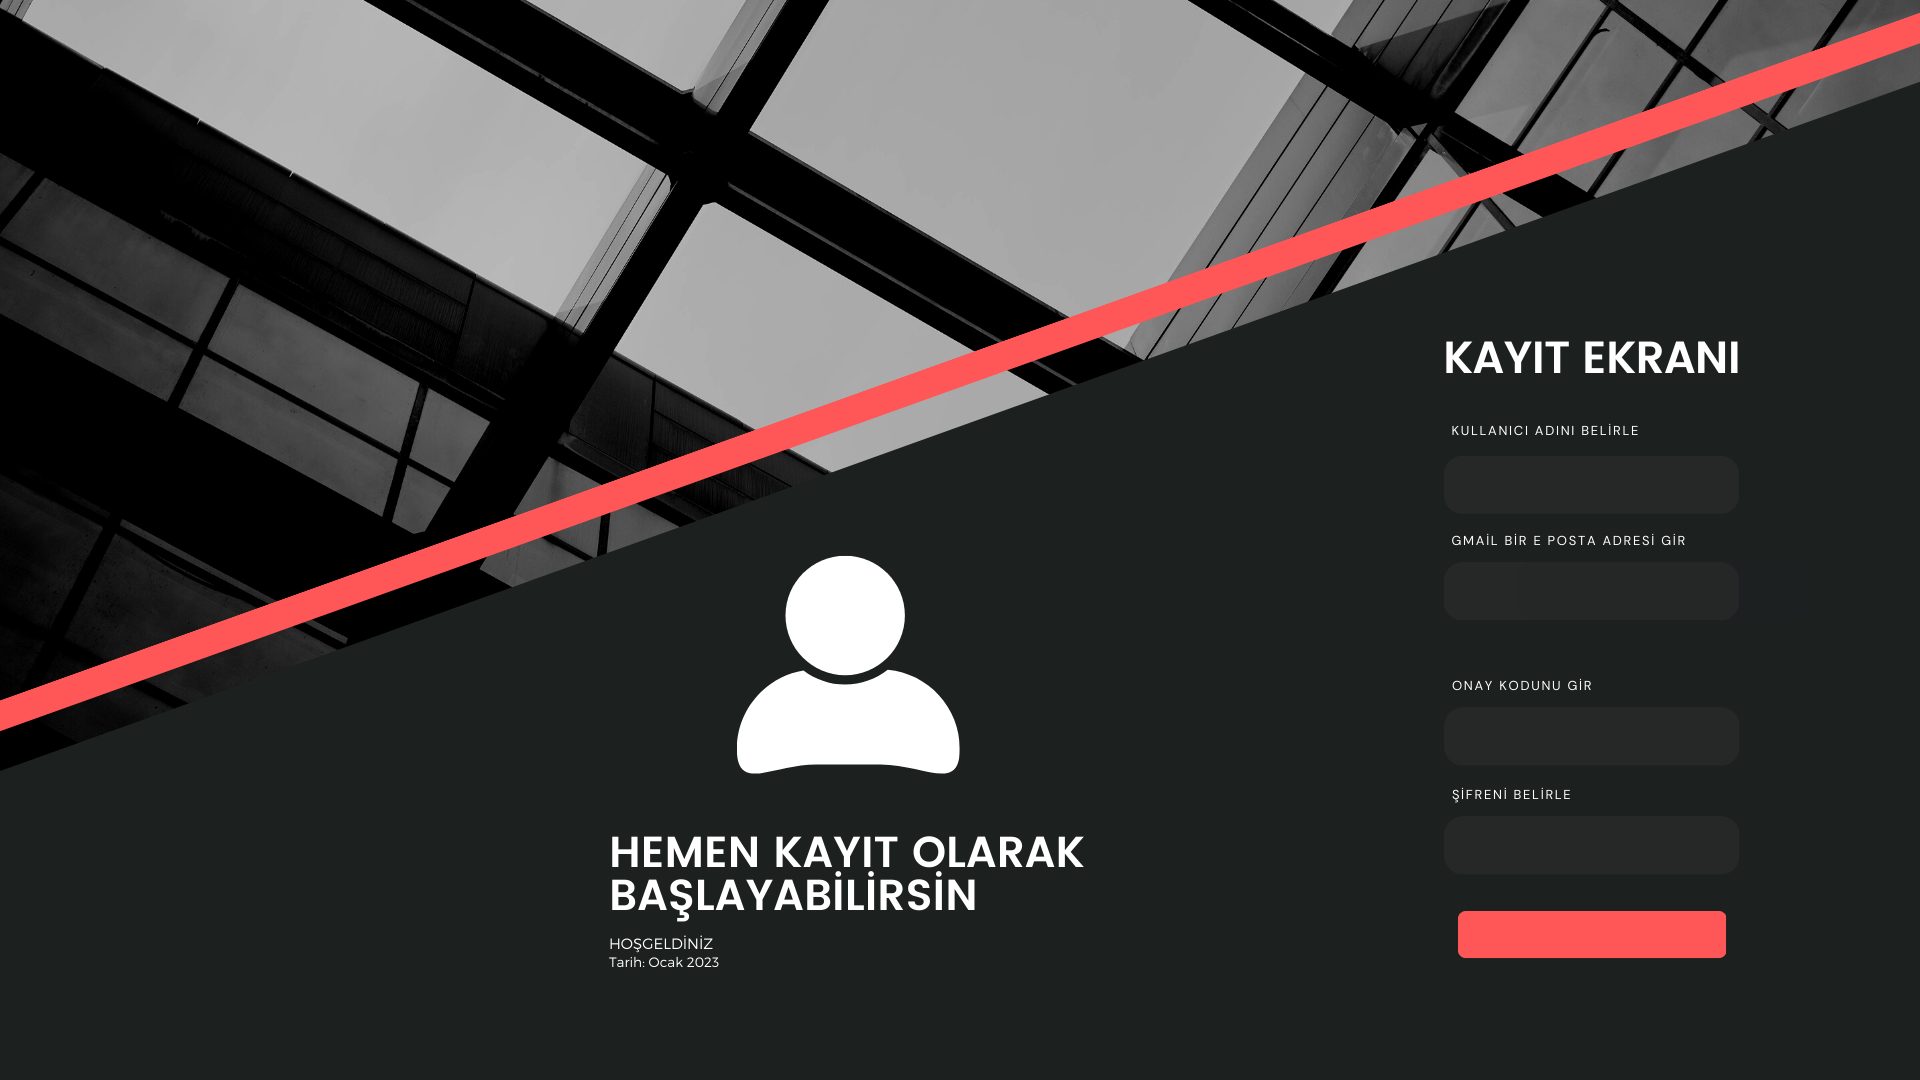 KAYIT EKRANI
KULLANICI ADINI BELİRLE
GMAİL BİR E POSTA ADRESİ GİR
ONAY KODUNU GİR
ŞİFRENİ BELİRLE
HEMEN KAYIT OLARAK
BAŞLAYABİLİRSİN
HOŞGELDİNİZ
Tarih: Ocak 2023